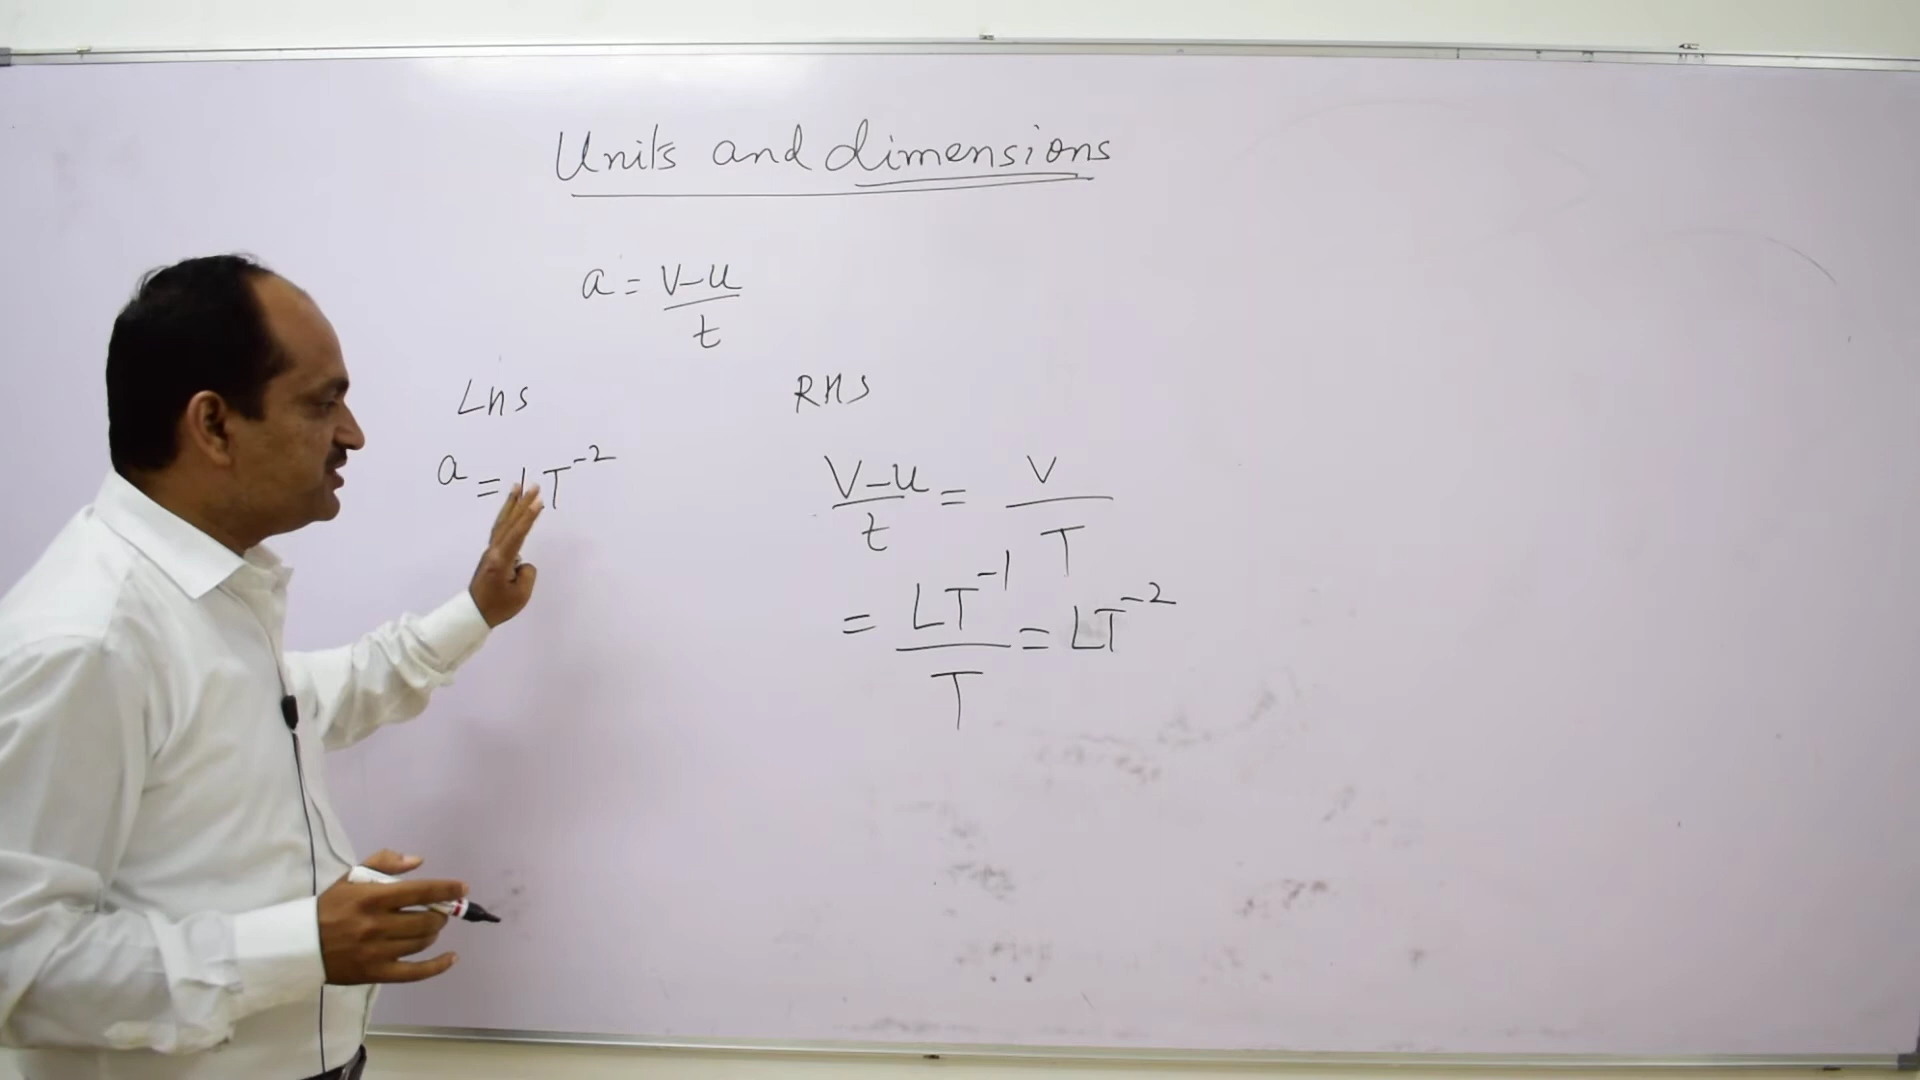 Units and dimensions
a = v-u
t
LHS
RHS
a = LT⁻²
v-u = v
t T
= LT⁻¹ = LT⁻²
T